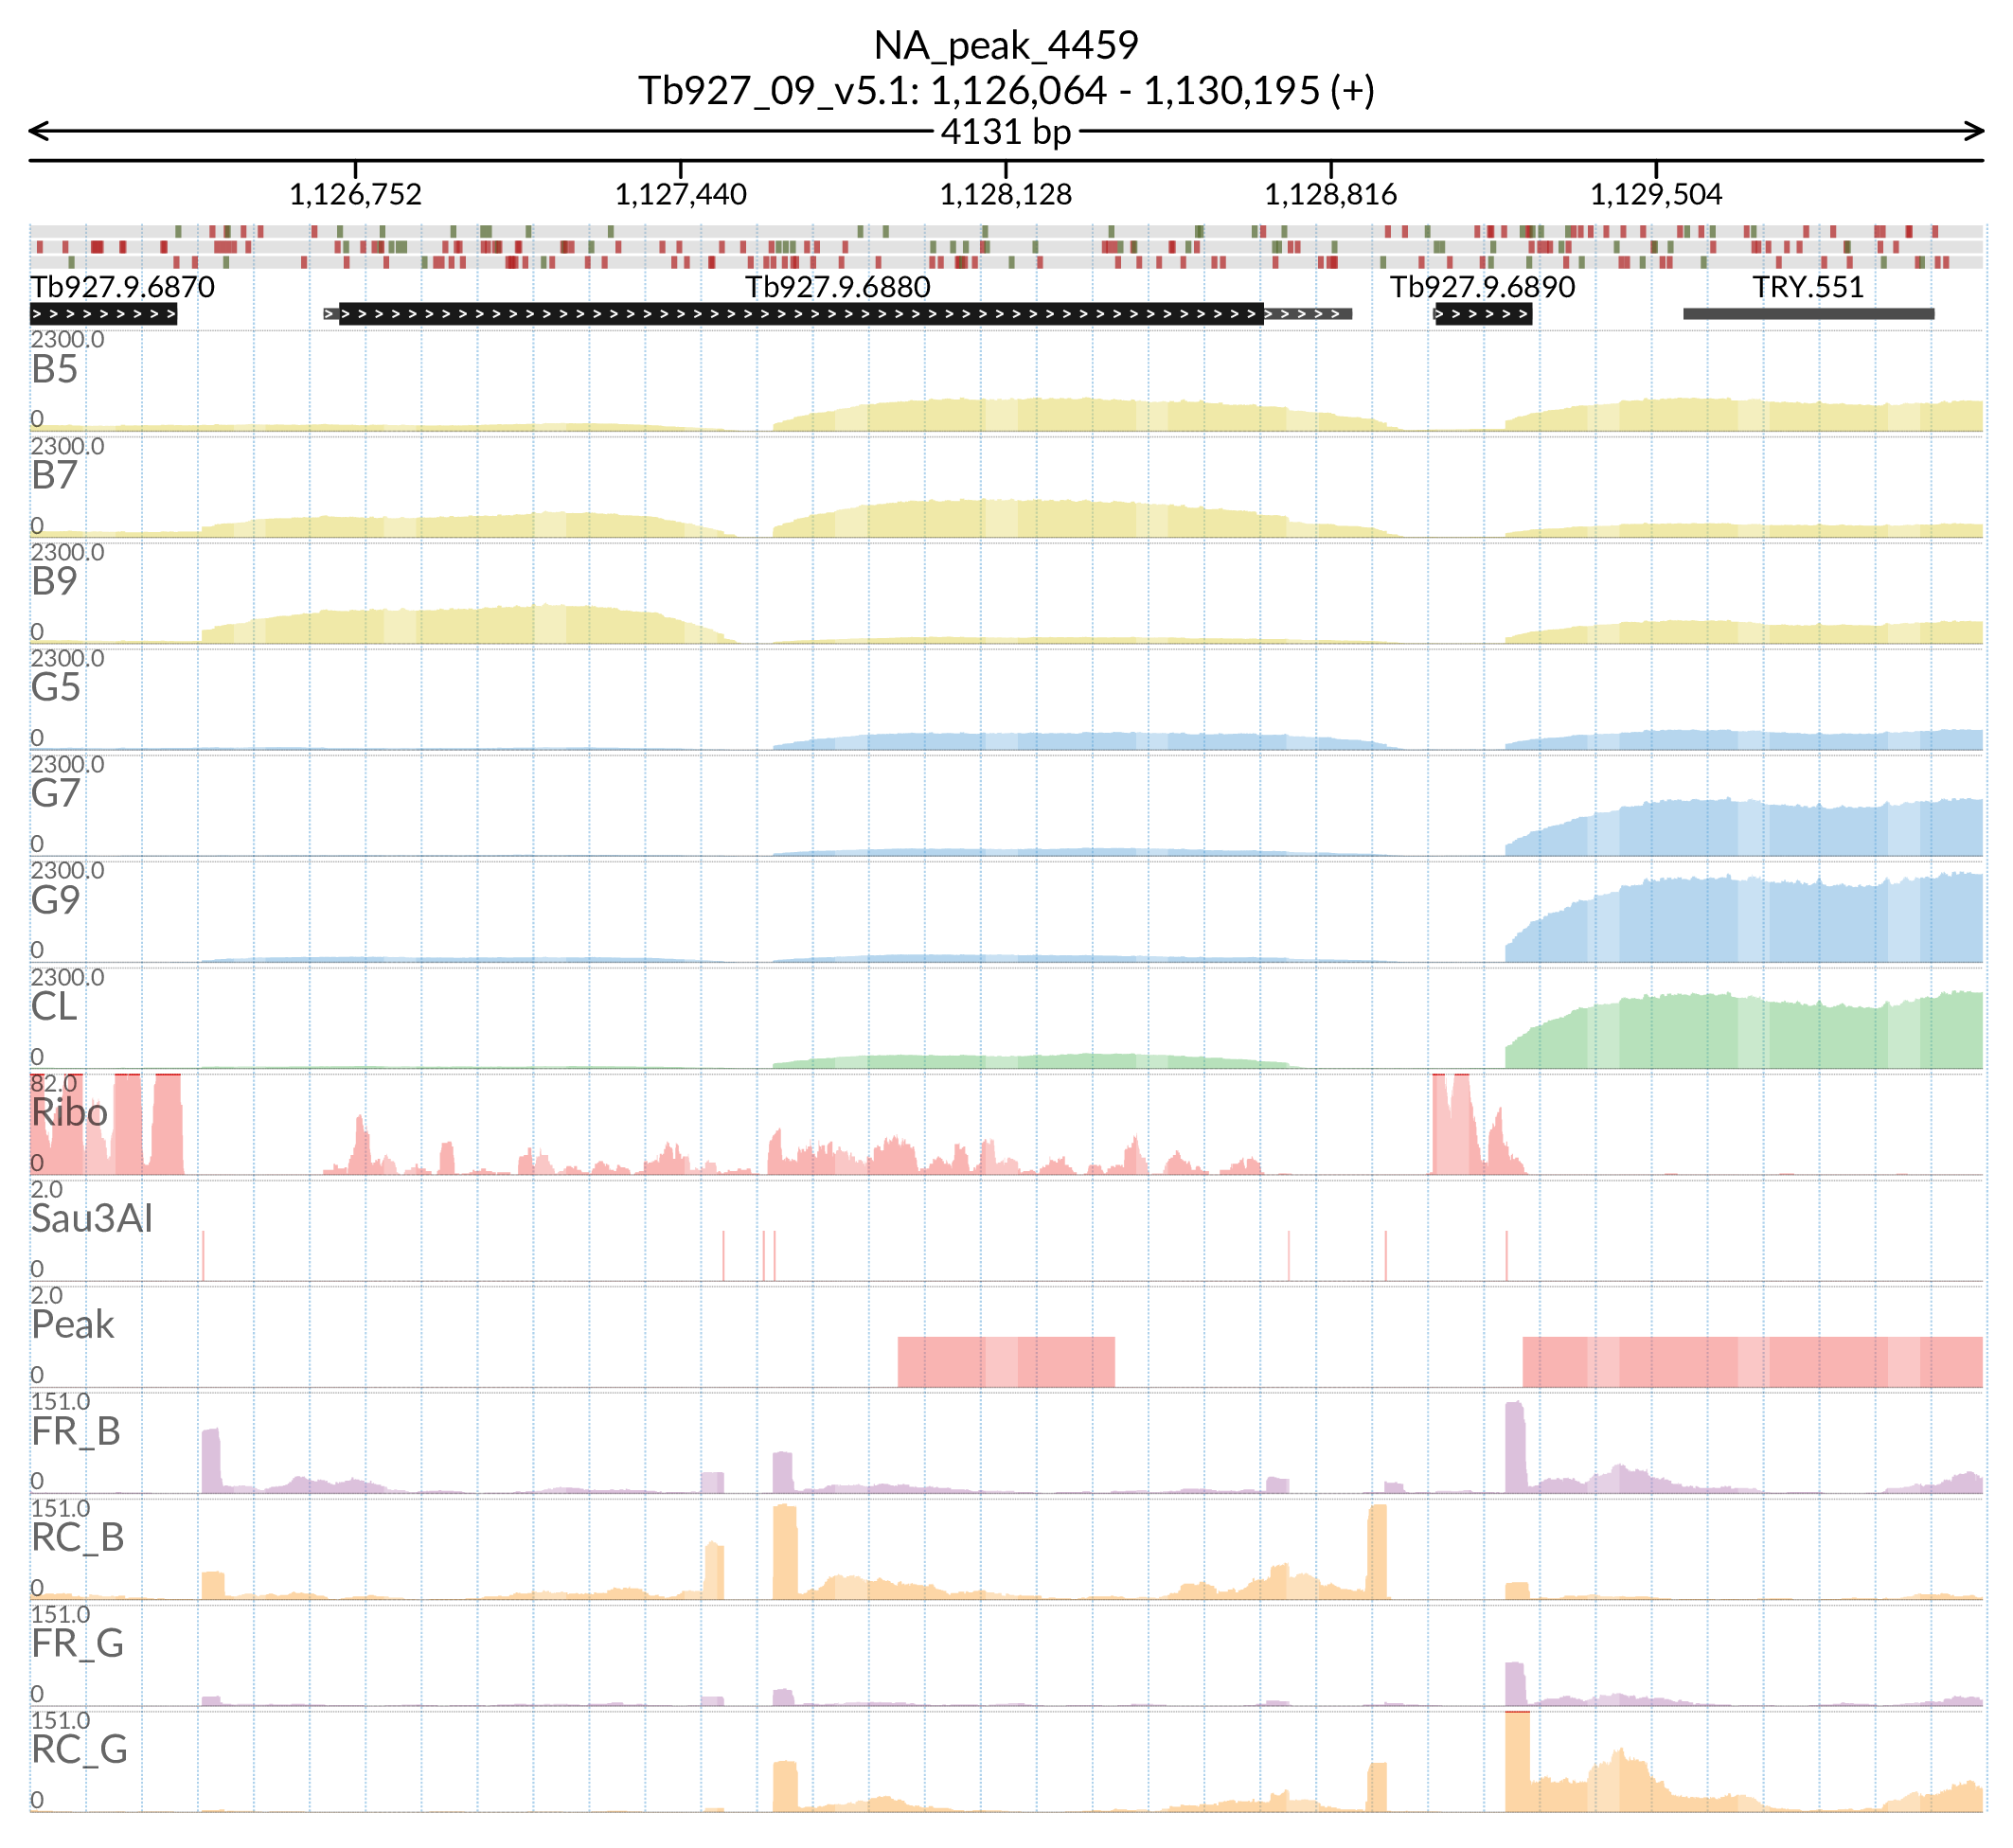 NA_peak_4459
Tb927_09_v5.1: 1,126,064 - 1,130,195 (+)
4131 bp
1,126,752 1,127,440 1,128,128 1,128,816 1,129,504
Tb927.9.6870 Tb927.9.6880 Tb927.9.6890 TRY.551
2300.0
B5
0
2300.0
B7
0
2300.0
B9
0
2300.0
G5
0
2300.0
G7
0
2300.0
G9
0
2300.0
CL
0
82.0
Ribo
0
2.0
Sau3AI
0
2.0
Peak
0
151.0
FR_B
0
151.0
RC_B
0
151.0
FR_G
0
151.0
RC_G
0